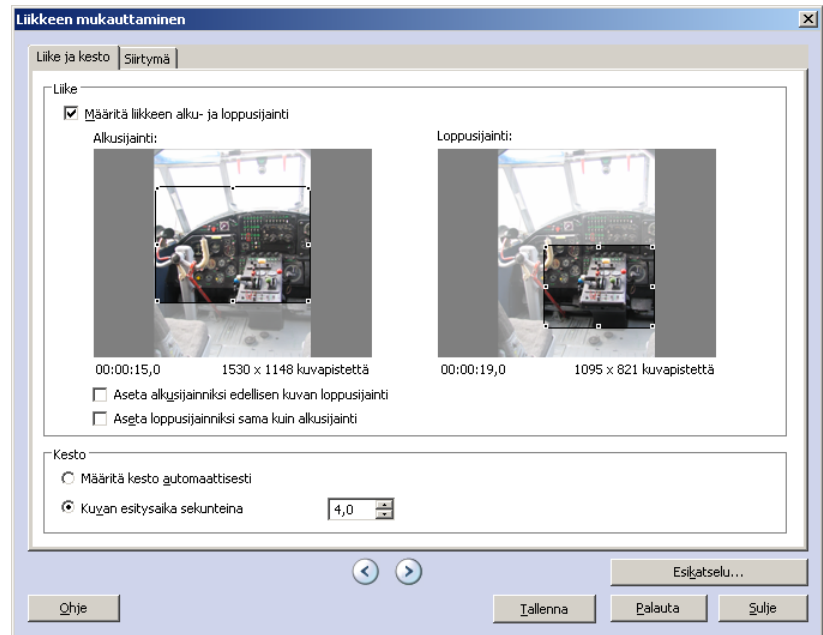 Liikkeen mukauttaminen
Liike ja kesto Siirtymä
Liike
Määritä liikkeen alku- ja loppusijainti
Alkusijainti: Loppusijainti:
00:00:15,0 1530 x 1148 kuvapistettä 00:00:19,0 1095 x 821 kuvapistettä
Aseta alkusijainniksi edellisen kuvan loppusijainti
Aseta loppusijainniksi sama kuin alkusijainti
Kesto
Määritä kesto automaattisesti
Kuvan esitysaika sekunteina 4,0
Esikatselu...
Ohje Tallenna Palauta Sulje